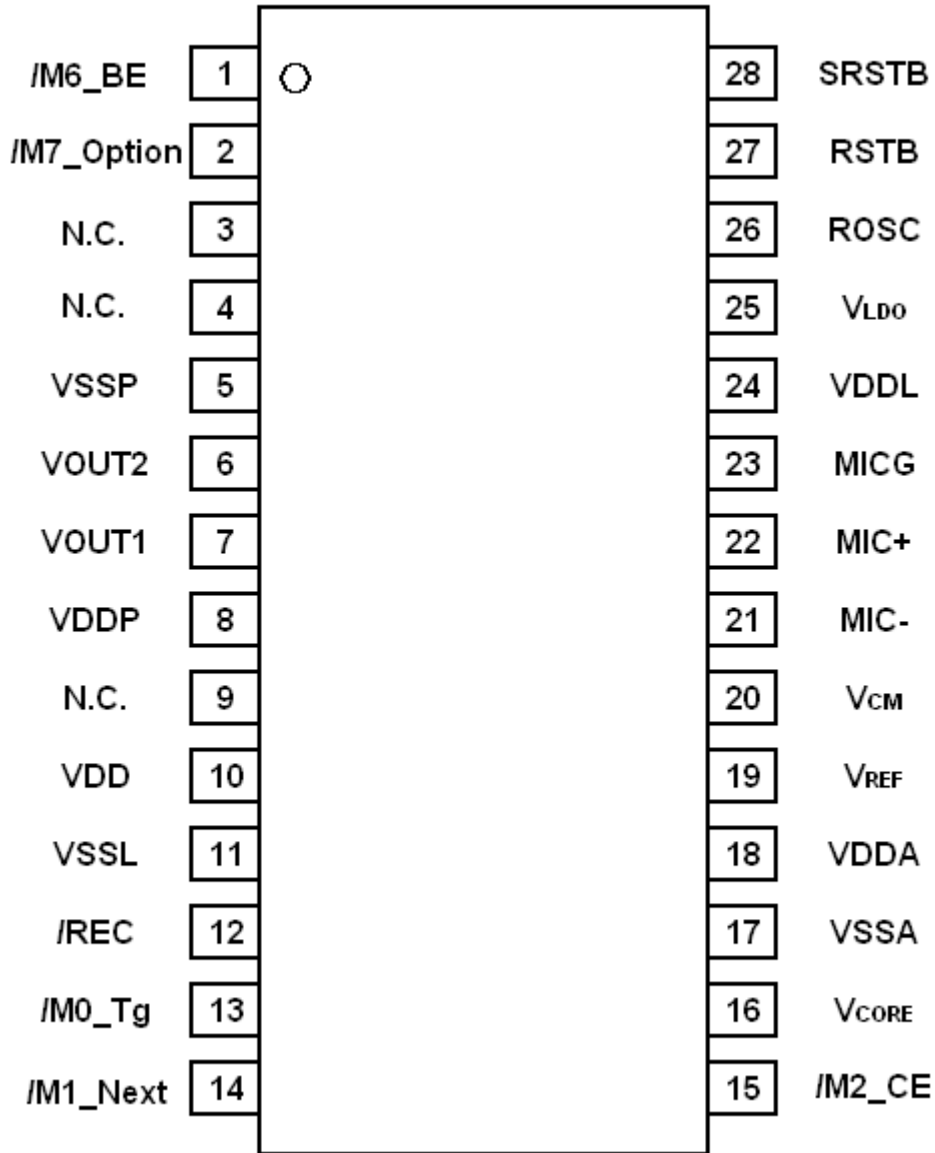 /M6_BE 1 28 SRSTB
/M7_Option 2 27 RSTB
N.C. 3 26 ROSC
N.C. 4 25 VLDO
VSSP 5 24 VDDL
VOUT2 6 23 MICG
VOUT1 7 22 MIC+
VDDP 8 21 MIC-
N.C. 9 20 VCM
VDD 10 19 VREF
VSSL 11 18 VDDA
/REC 12 17 VSSA
/M0_Tg 13 16 VCORE
/M1_Next 14 15 /M2_CE